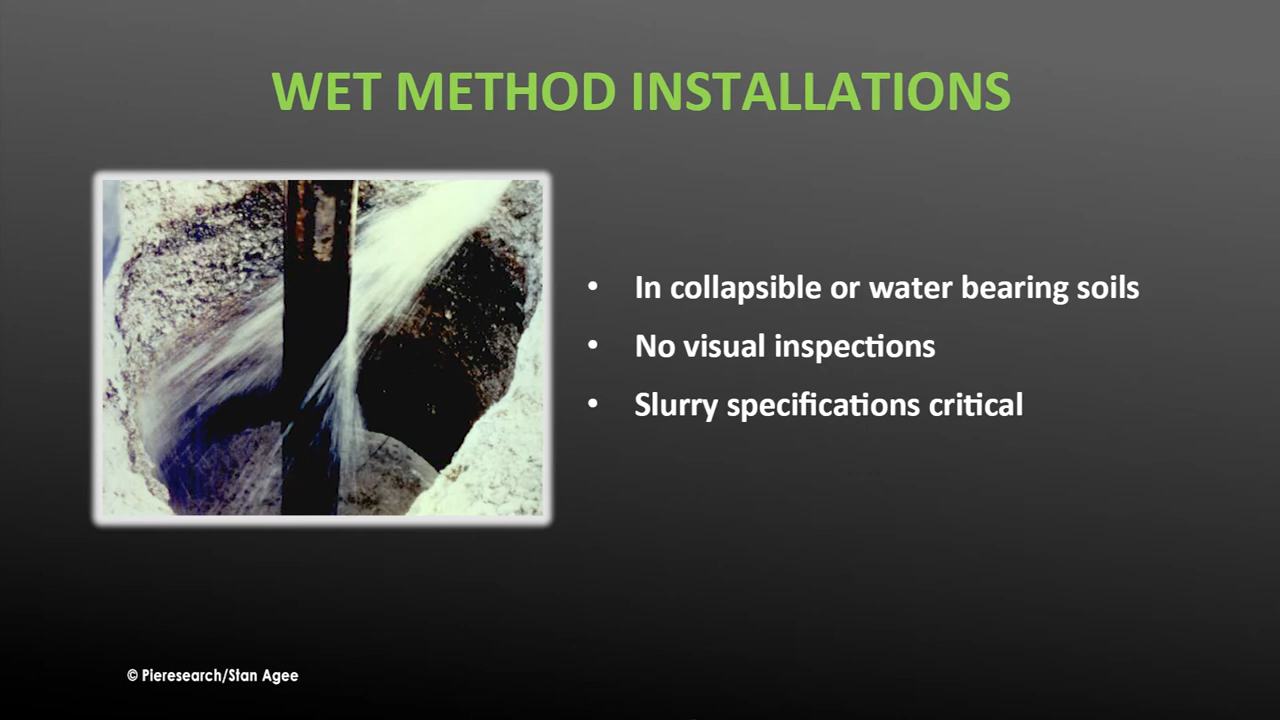 WET METHOD INSTALLATIONS
• In collapsible or water bearing soils
• No visual inspections
• Slurry specifications critical
© Pieresearch/Stan Agee